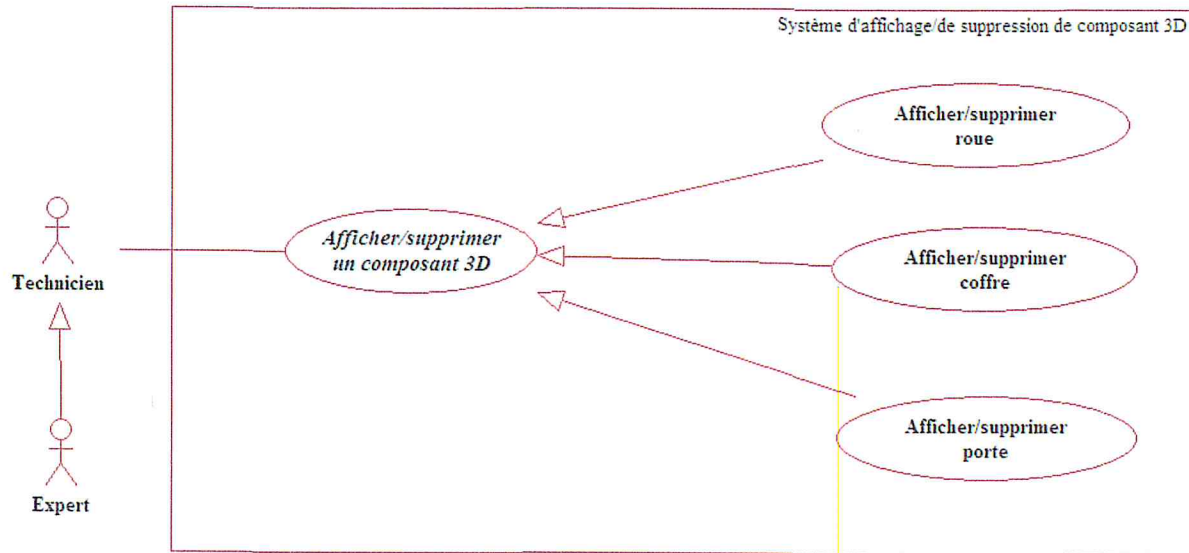 Système d'affichage/de suppression de composant 3D
Afficher/supprimer
roue
Afficher/supprimer
un composant 3D
Afficher/supprimer
coffre
Technicien
Afficher/supprimer
porte
Expert